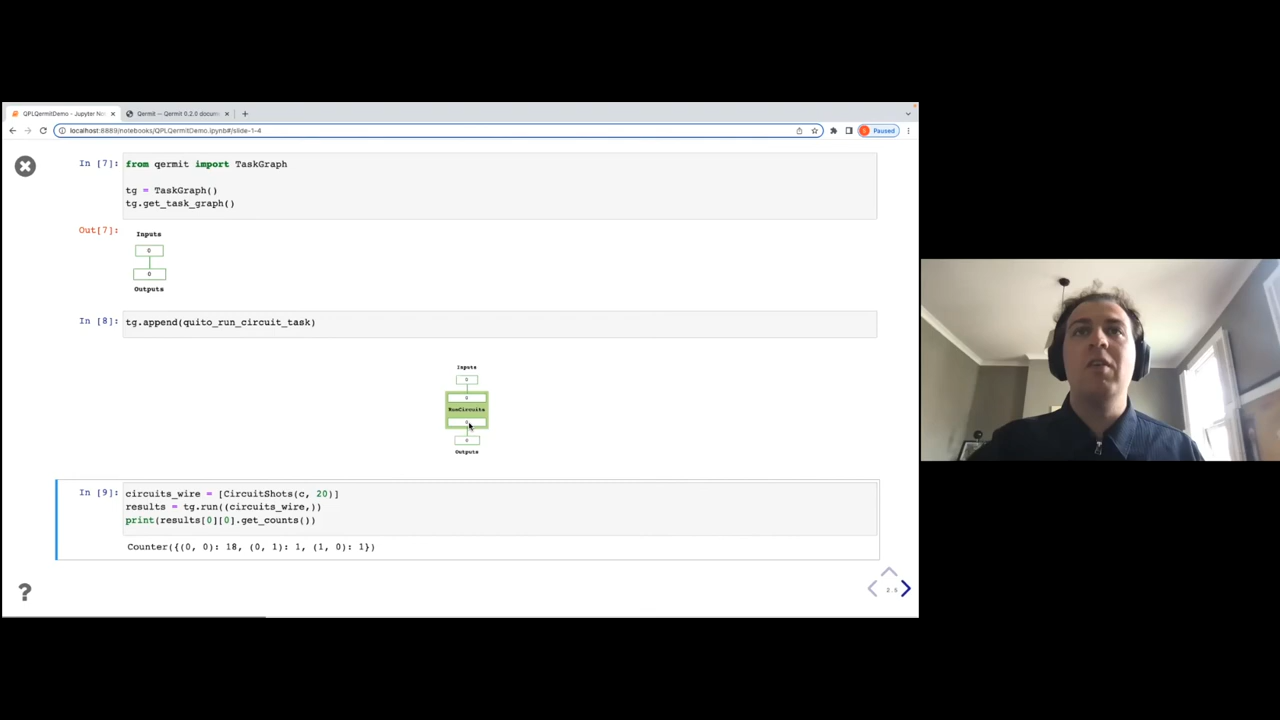 QPLQermitDemo - Jupyter No
Qermit — Qermit 0.2.0 docum
localhost:8889/notebooks/QPLQermitDemo.ipynb#/slide-1-4
S
Paused
In [7]:
from qermit import TaskGraph
tg = TaskGraph()
tg.get_task_graph()
Out[7]:
Inputs
0
0
Outputs
In [8]:
tg.append(quito_run_circuit_task)
Inputs
0
0
RunCircuits
0
0
Outputs
In [9]:
circuits_wire = [CircuitShots(c, 20)]
results = tg.run((circuits_wire,))
print(results[0][0].get_counts())
Counter({(0, 0): 18, (0, 1): 1, (1, 0): 1})
?
2.5